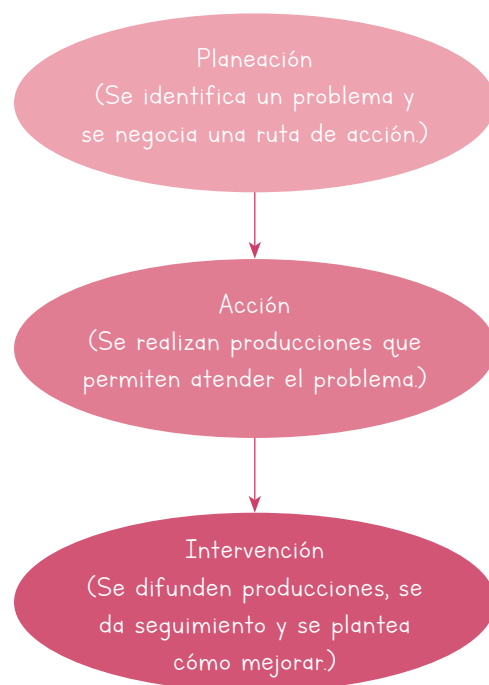 Planeación
(Se identifica un problema y
se negocia una ruta de acción.)
Acción
(Se realizan producciones que
permiten atender el problema.)
Intervención
(Se difunden producciones, se
da seguimiento y se plantea
cómo mejorar.)